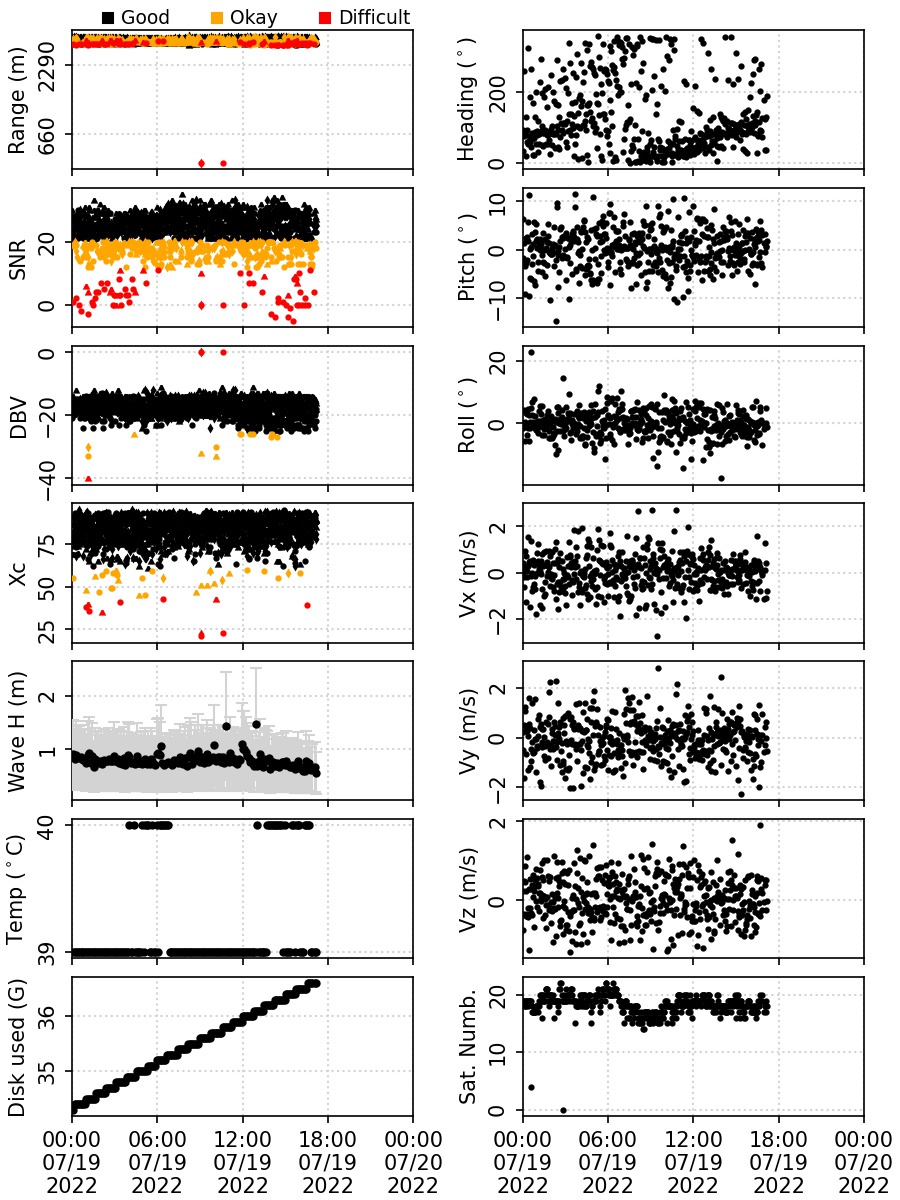 Good Okay Difficult
Range (m)
2290
660
Heading (°)
200
0
SNR
20
0
Pitch (°)
10
0
−10
DBV
0
−20
−40
Roll (°)
20
0
Xc
75
50
25
Vx (m/s)
2
0
−2
Wave H (m)
2
1
Vy (m/s)
2
0
−2
Temp (°C)
40
39
Vz (m/s)
2
0
Disk used (G)
36
35
Sat. Numb.
20
10
0
00:00 06:00 12:00 18:00 00:00
07/19 07/19 07/19 07/19 07/20
2022 2022 2022 2022 2022
00:00 06:00 12:00 18:00 00:00
07/19 07/19 07/19 07/19 07/20
2022 2022 2022 2022 2022